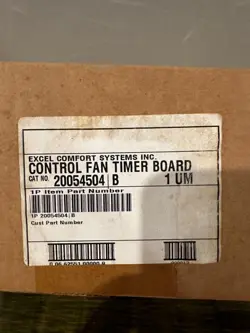 EXCEL COMFORT SYSTEMS INC.
CONTROL FAN TIMER BOARD
CAT NO. 20054504 | B 1 UM
1P Item Part Number
1P 20054504 | B
Cust Part Number